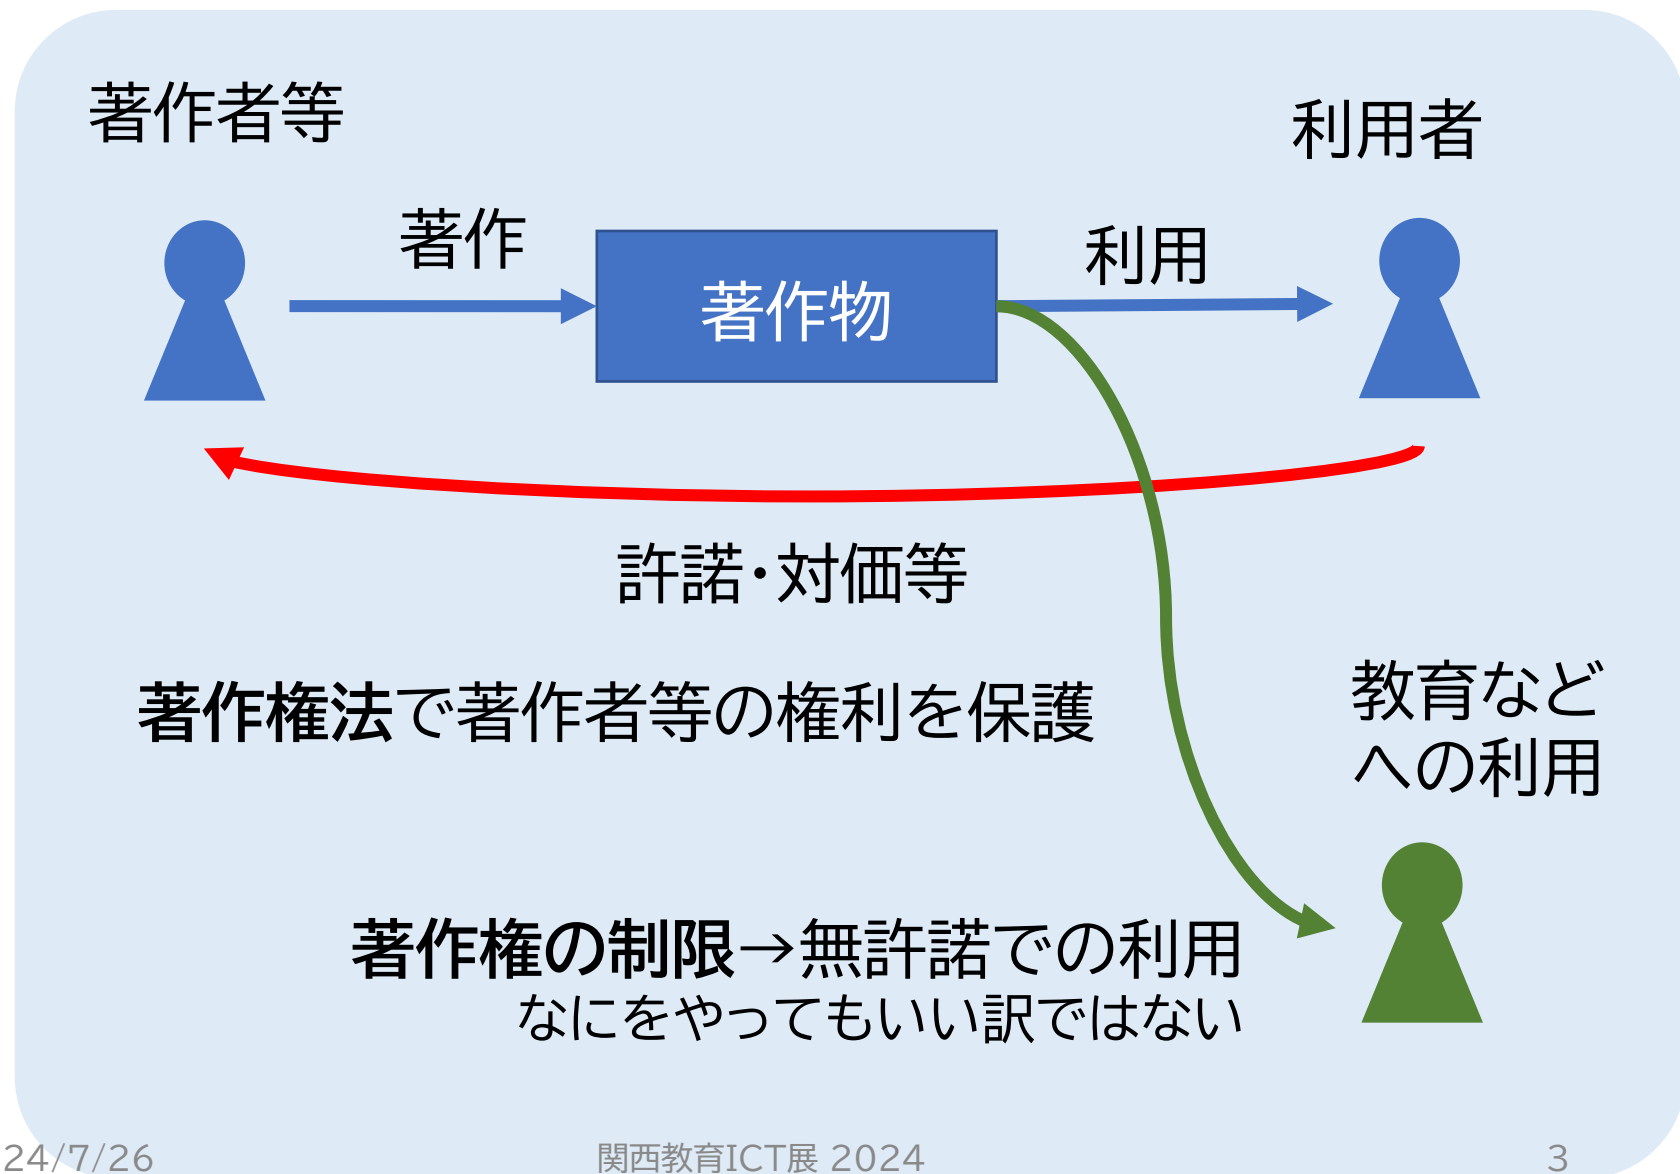 著作者等
利用者
著作
利用
著作物
許諾・対価等
著作権法で著作者等の権利を保護
教育など
への利用
著作権の制限→無許諾での利用
なにをやってもいい訳ではない
24/7/26
関西教育ICT展 2024
3